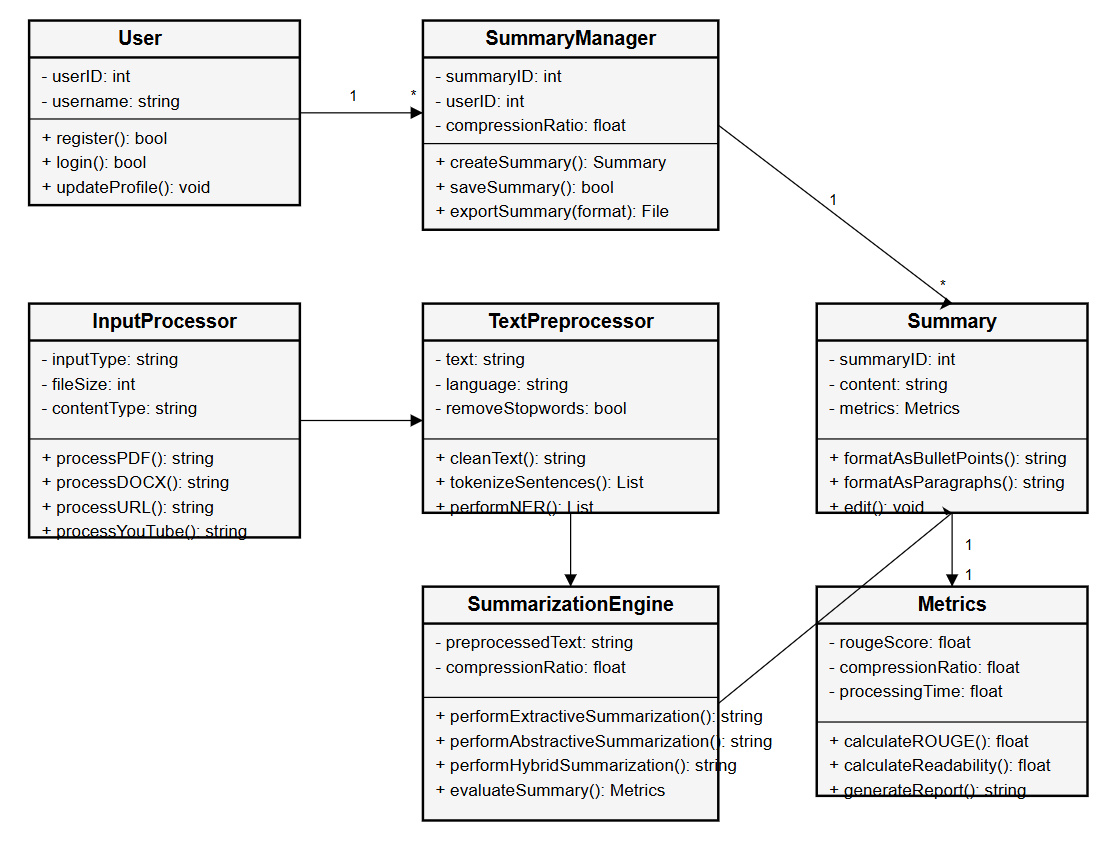 User
- userID: int
- username: string
+ register(): bool
+ login(): bool
+ updateProfile(): void
1
*
SummaryManager
- summaryID: int
- userID: int
- compressionRatio: float
+ createSummary(): Summary
+ saveSummary(): bool
+ exportSummary(format): File
1
*
InputProcessor
- inputType: string
- fileSize: int
- contentType: string
+ processPDF(): string
+ processDOCX(): string
+ processURL(): string
+ processYouTube(): string
TextPreprocessor
- text: string
- language: string
- removeStopwords: bool
+ cleanText(): string
+ tokenizeSentences(): List
+ performNER(): List
Summary
- summaryID: int
- content: string
- metrics: Metrics
+ formatAsBulletPoints(): string
+ formatAsParagraphs(): string
+ edit(): void
1
1
SummarizationEngine
- preprocessedText: string
- compressionRatio: float
+ performExtractiveSummarization(): string
+ performAbstractiveSummarization(): string
+ performHybridSummarization(): string
+ evaluateSummary(): Metrics
Metrics
- rougeScore: float
- compressionRatio: float
- processingTime: float
+ calculateROUGE(): float
+ calculateReadability(): float
+ generateReport(): string